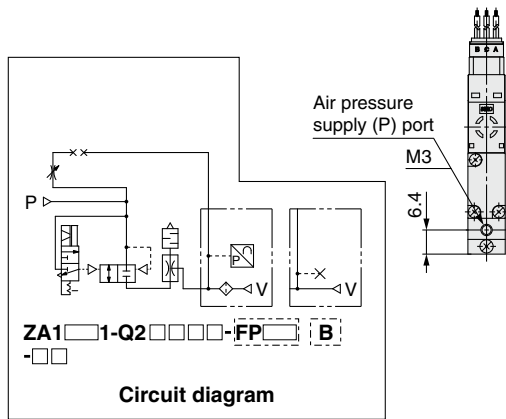 B C A
Air pressure
supply (P) port
M3
6.4
P
P
V
V
ZA1□□1-Q2□□□□-FP□□ B
-□□
Circuit diagram